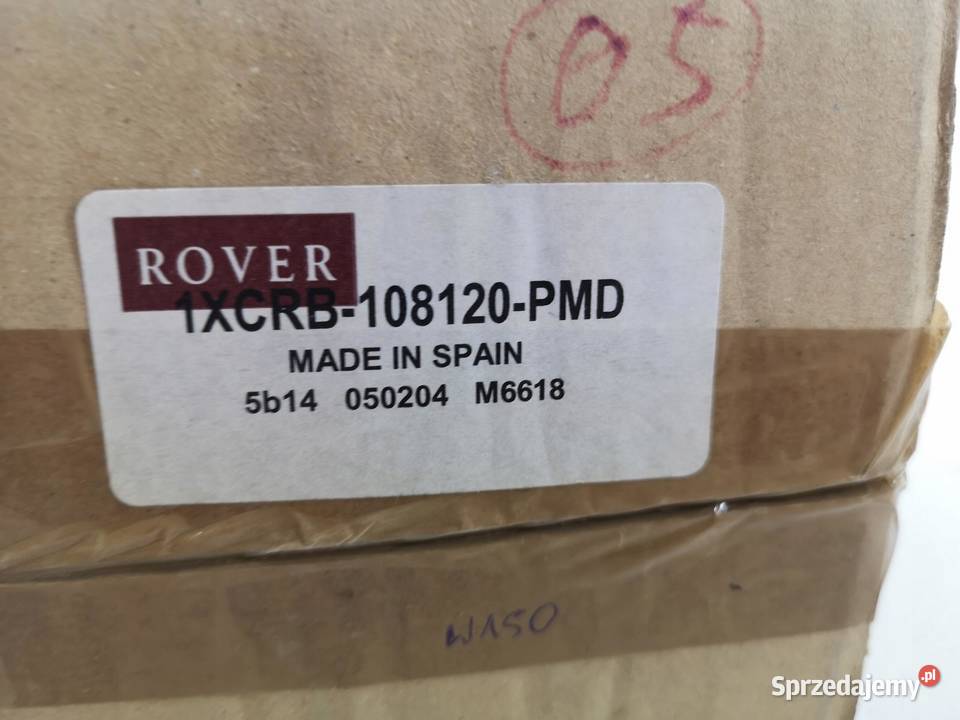 05
ROVER
1XCRB-108120-PMD
MADE IN SPAIN
5b14 050204 M6618
W150
Sprzedajemy.pl